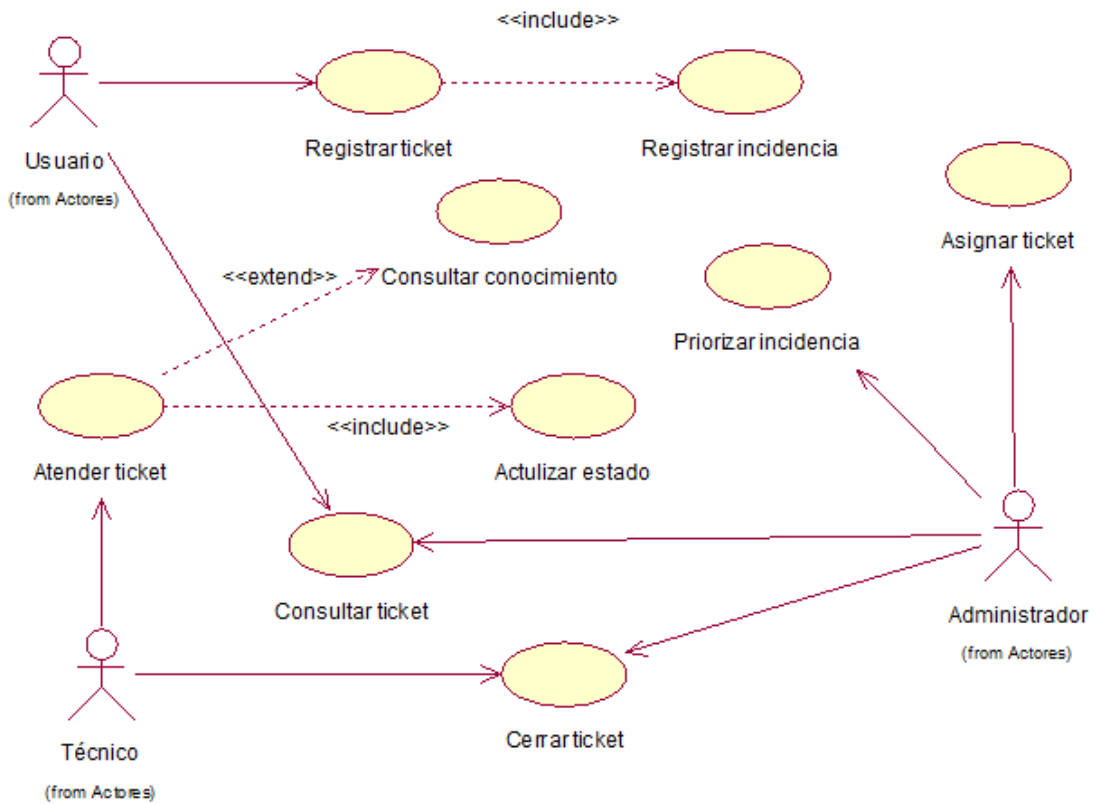 <<include>>
Registrar ticket
Registrar incidencia
Usuario
(from Actores)
Asignar ticket
<<extend>>
Consultar conocimiento
Priorizar incidencia
<<include>>
Atender ticket
Actulizar estado
Consultar ticket
Administrador
(from Actores)
Cerrar ticket
Técnico
(from Actores)